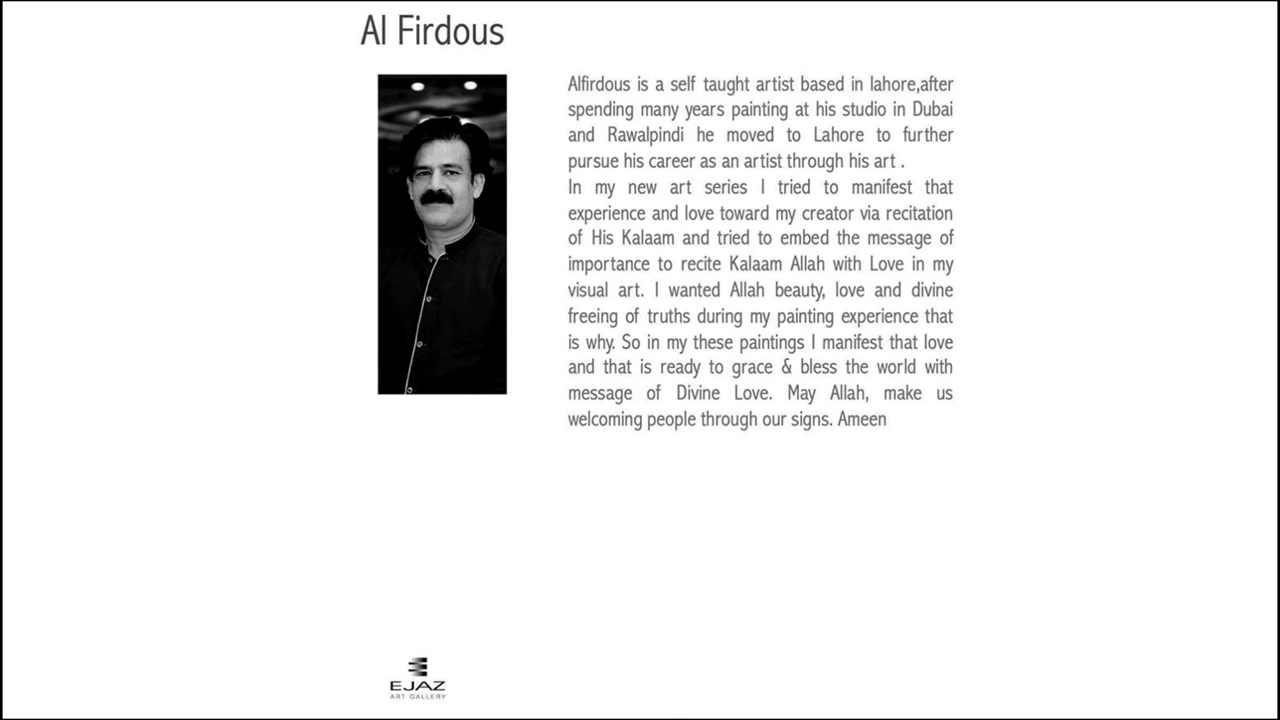 Al Firdous
Alfirdous is a self taught artist based in lahore,after
spending many years painting at his studio in Dubai
and Rawalpindi he moved to Lahore to further
pursue his career as an artist through his art .
In my new art series I tried to manifest that
experience and love toward my creator via recitation
of His Kalaam and tried to embed the message of
importance to recite Kalaam Allah with Love in my
visual art. I wanted Allah beauty, love and divine
freeing of truths during my painting experience that
is why. So in my these paintings I manifest that love
and that is ready to grace & bless the world with
message of Divine Love. May Allah, make us
welcoming people through our signs. Ameen
EJAZ
ART GALLERY